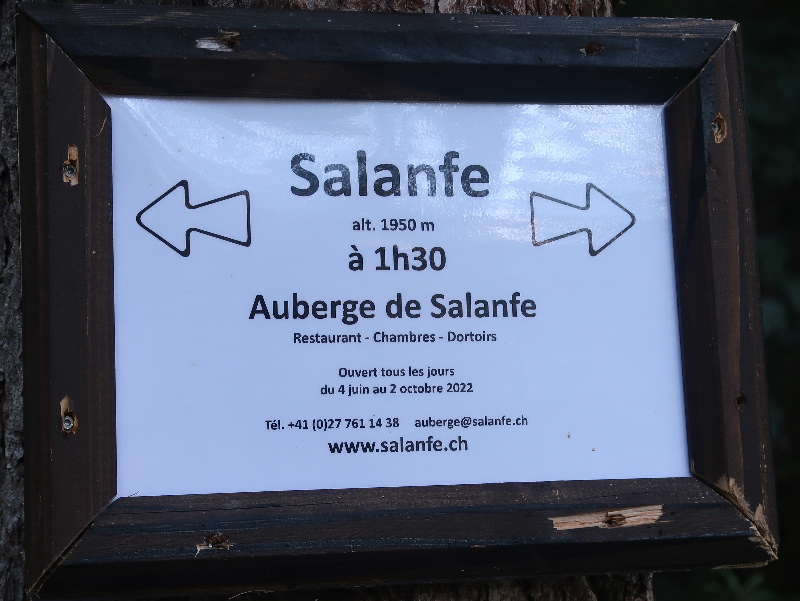 Salanfe
alt. 1950 m
à 1h30
Auberge de Salanfe
Restaurant - Chambres - Dortoirs
Ouvert tous les jours
du 4 juin au 2 octobre 2022
Tél. +41 (0)27 761 14 38 auberge@salanfe.ch
www.salanfe.ch